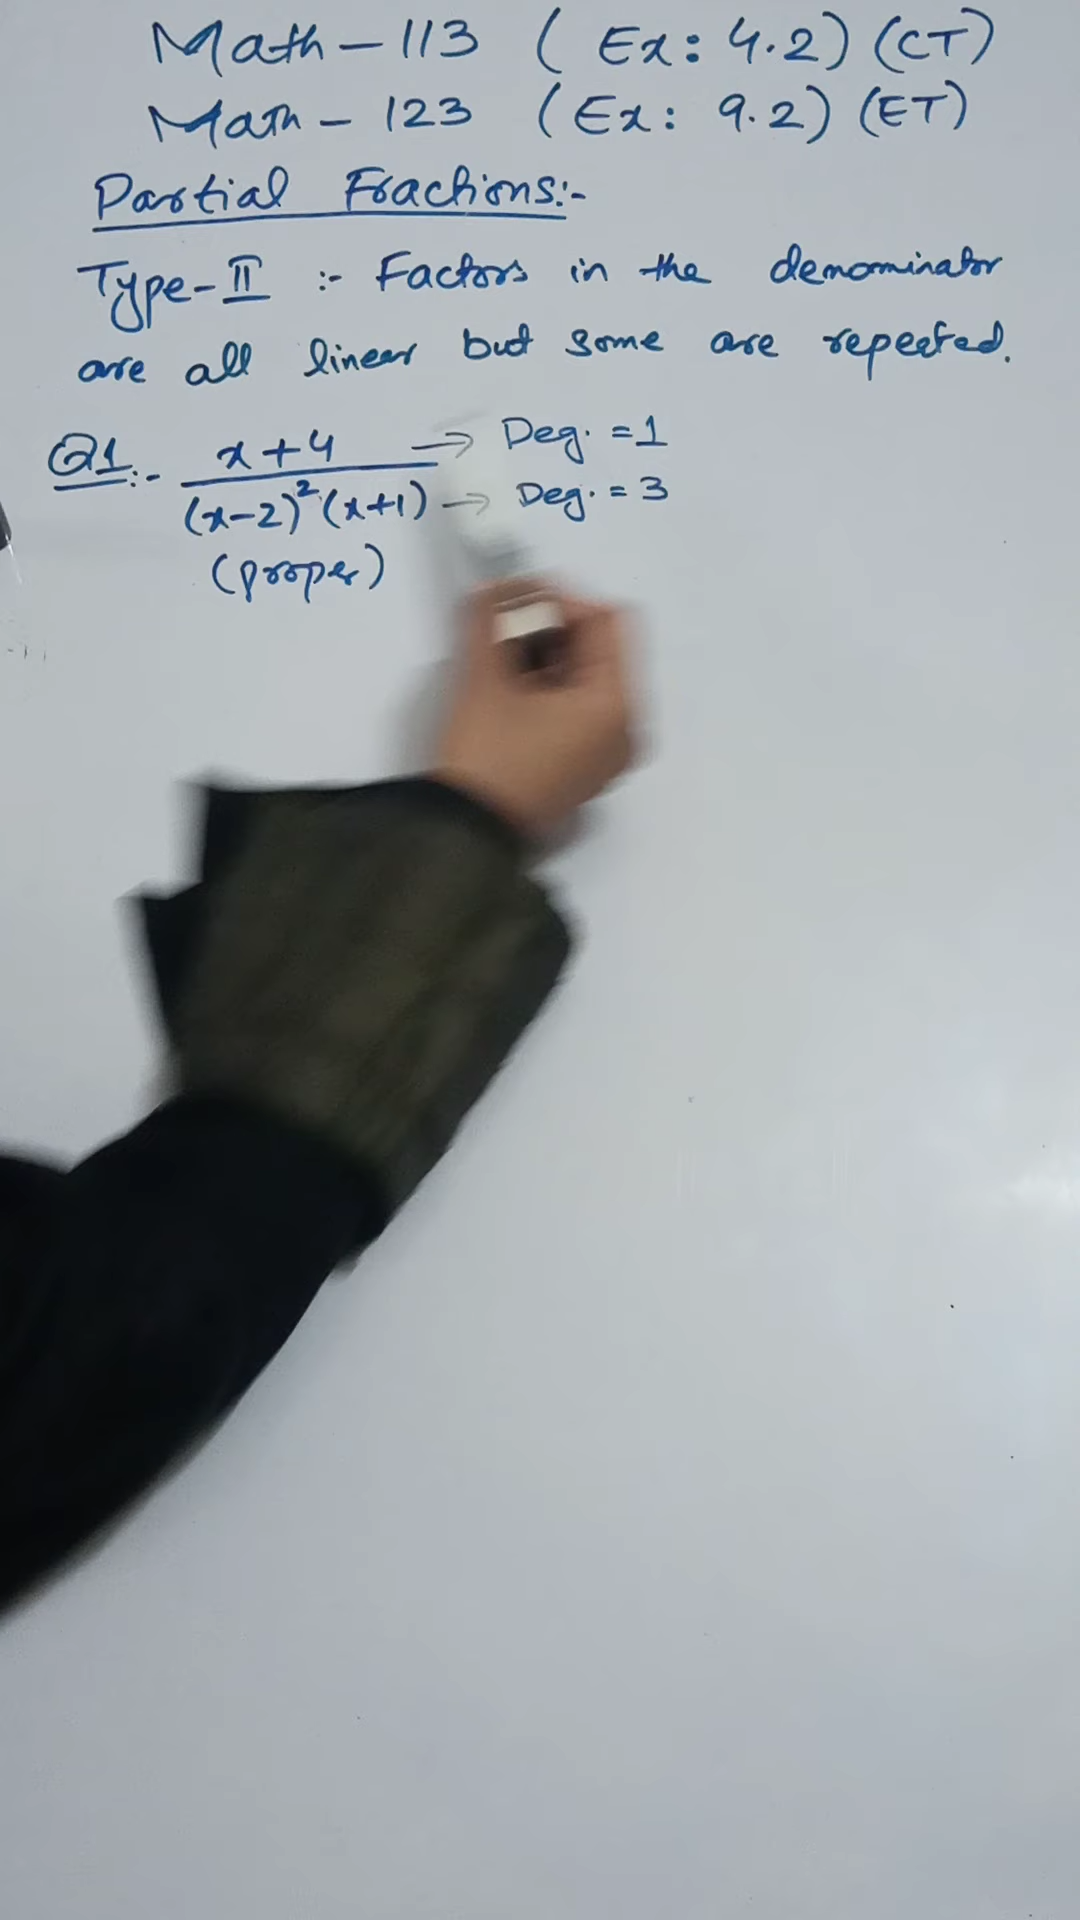 Math - 113 ( Ex: 4.2) (CT)
Math - 123 (Ex: 9.2) (ET)
Partial Fractions:-
Type-II :- Factors in the denominator
are all linear but some are repeated.
Q1:- x+4 → Deg. = 1
(x-2)²(x+1) → Deg. = 3
(proper)